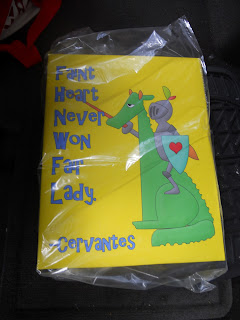 Faint
Heart
Never
Won
Fair
Lady.
-Cervantes